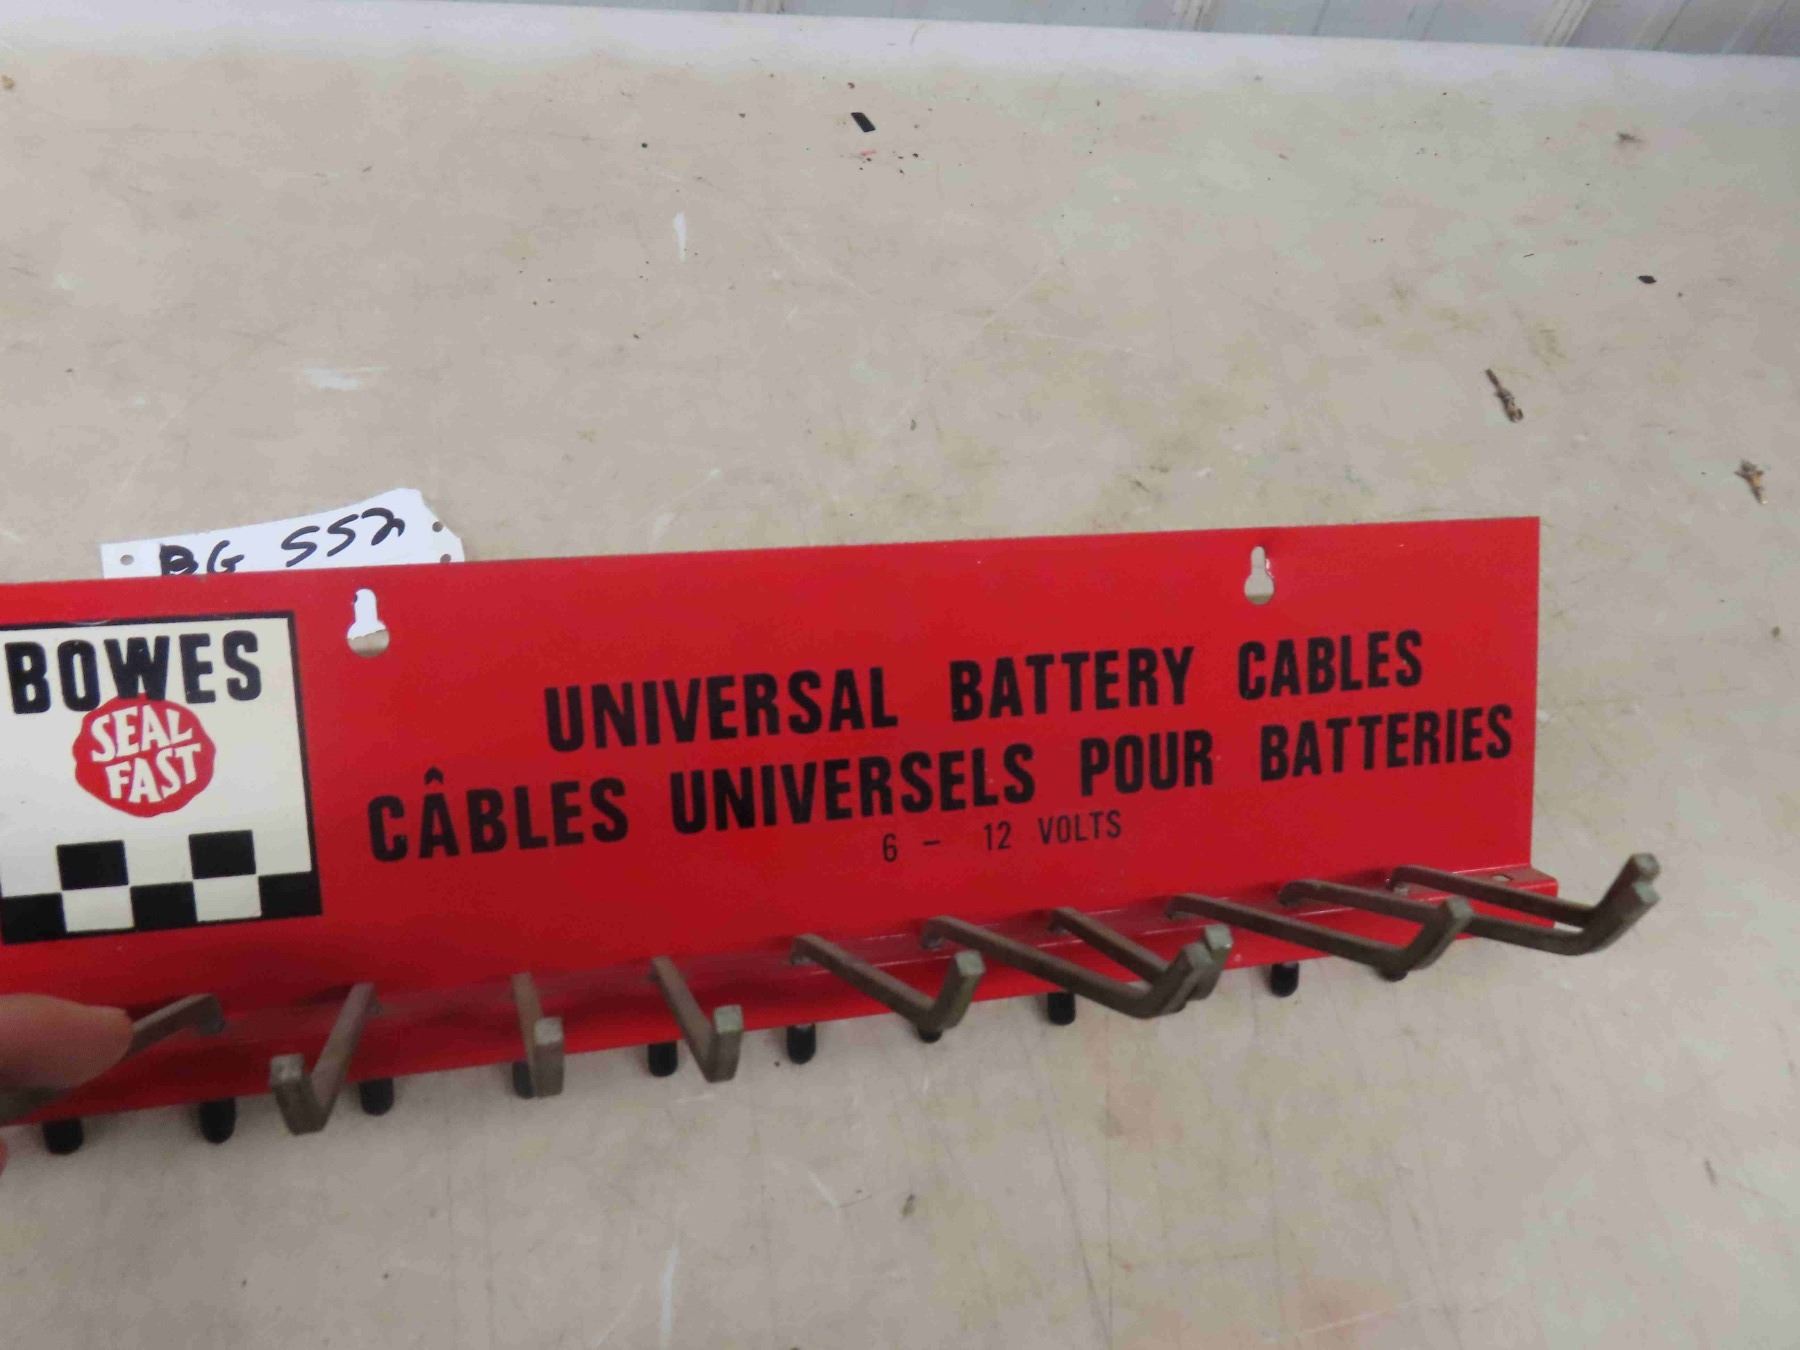 BG 552
BOWES
SEAL
FAST
UNIVERSAL BATTERY CABLES
CÂBLES UNIVERSELS POUR BATTERIES
6 - 12 VOLTS